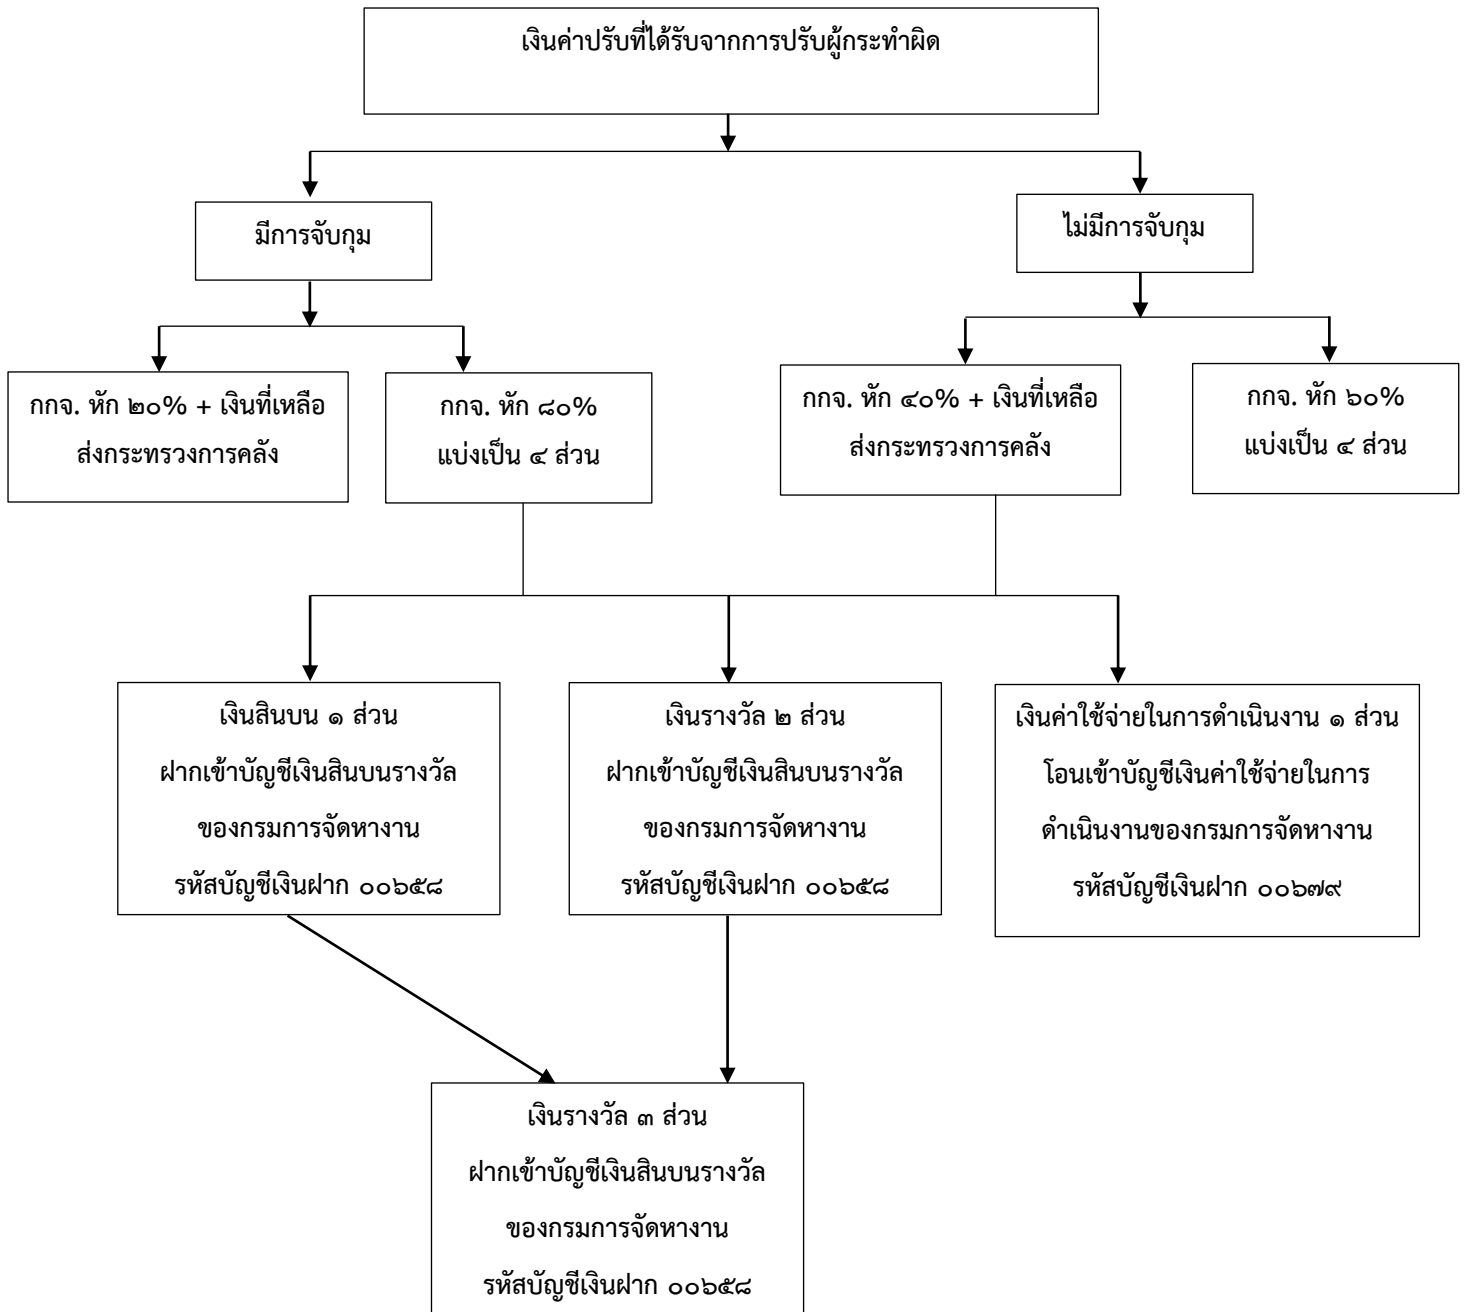 เงินค่าปรับที่ได้รับจากการปรับผู้กระทำผิด
มีการจับกุม
ไม่มีการจับกุม
กกจ. หัก ๒๐% + เงินที่เหลือ
ส่งกระทรวงการคลัง
กกจ. หัก ๘๐%
แบ่งเป็น ๔ ส่วน
กกจ. หัก ๔๐% + เงินที่เหลือ
ส่งกระทรวงการคลัง
กกจ. หัก ๖๐%
แบ่งเป็น ๔ ส่วน
เงินสินบน ๑ ส่วน
ฝากเข้าบัญชีเงินสินบนรางวัล
ของกรมการจัดหางาน
รหัสบัญชีเงินฝาก ๐๐๖๕๘
เงินรางวัล ๒ ส่วน
ฝากเข้าบัญชีเงินสินบนรางวัล
ของกรมการจัดหางาน
รหัสบัญชีเงินฝาก ๐๐๖๕๘
เงินค่าใช้จ่ายในการดำเนินงาน ๑ ส่วน
โอนเข้าบัญชีเงินค่าใช้จ่ายในการ
ดำเนินงานของกรมการจัดหางาน
รหัสบัญชีเงินฝาก ๐๐๖๗๙
เงินรางวัล ๓ ส่วน
ฝากเข้าบัญชีเงินสินบนรางวัล
ของกรมการจัดหางาน
รหัสบัญชีเงินฝาก ๐๐๖๕๘